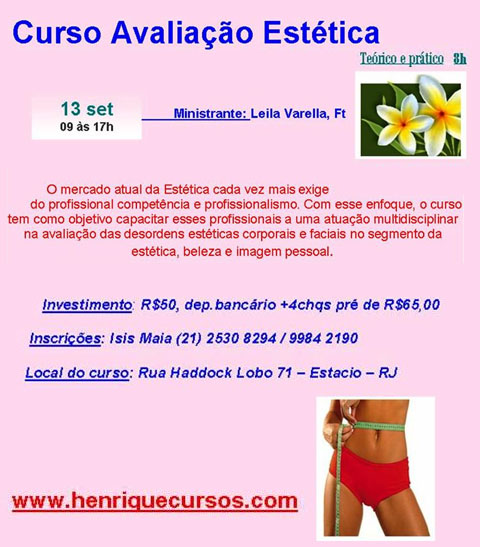 Curso Avaliação Estética
Teórico e prático 8h
13 set
09 às 17h
Ministrante: Leila Varella, Ft
O mercado atual da Estética cada vez mais exige
do profissional competência e profissionalismo. Com esse enfoque, o curso
tem como objetivo capacitar esses profissionais a uma atuação multidisciplinar
na avaliação das desordens estéticas corporais e faciais no segmento da
estética, beleza e imagem pessoal.
Investimento: R$50, dep.bancário +4chqs pré de R$65,00
Inscrições: Isis Maia (21) 2530 8294 / 9984 2190
Local do curso: Rua Haddock Lobo 71 – Estacio – RJ
www.henriquecursos.com